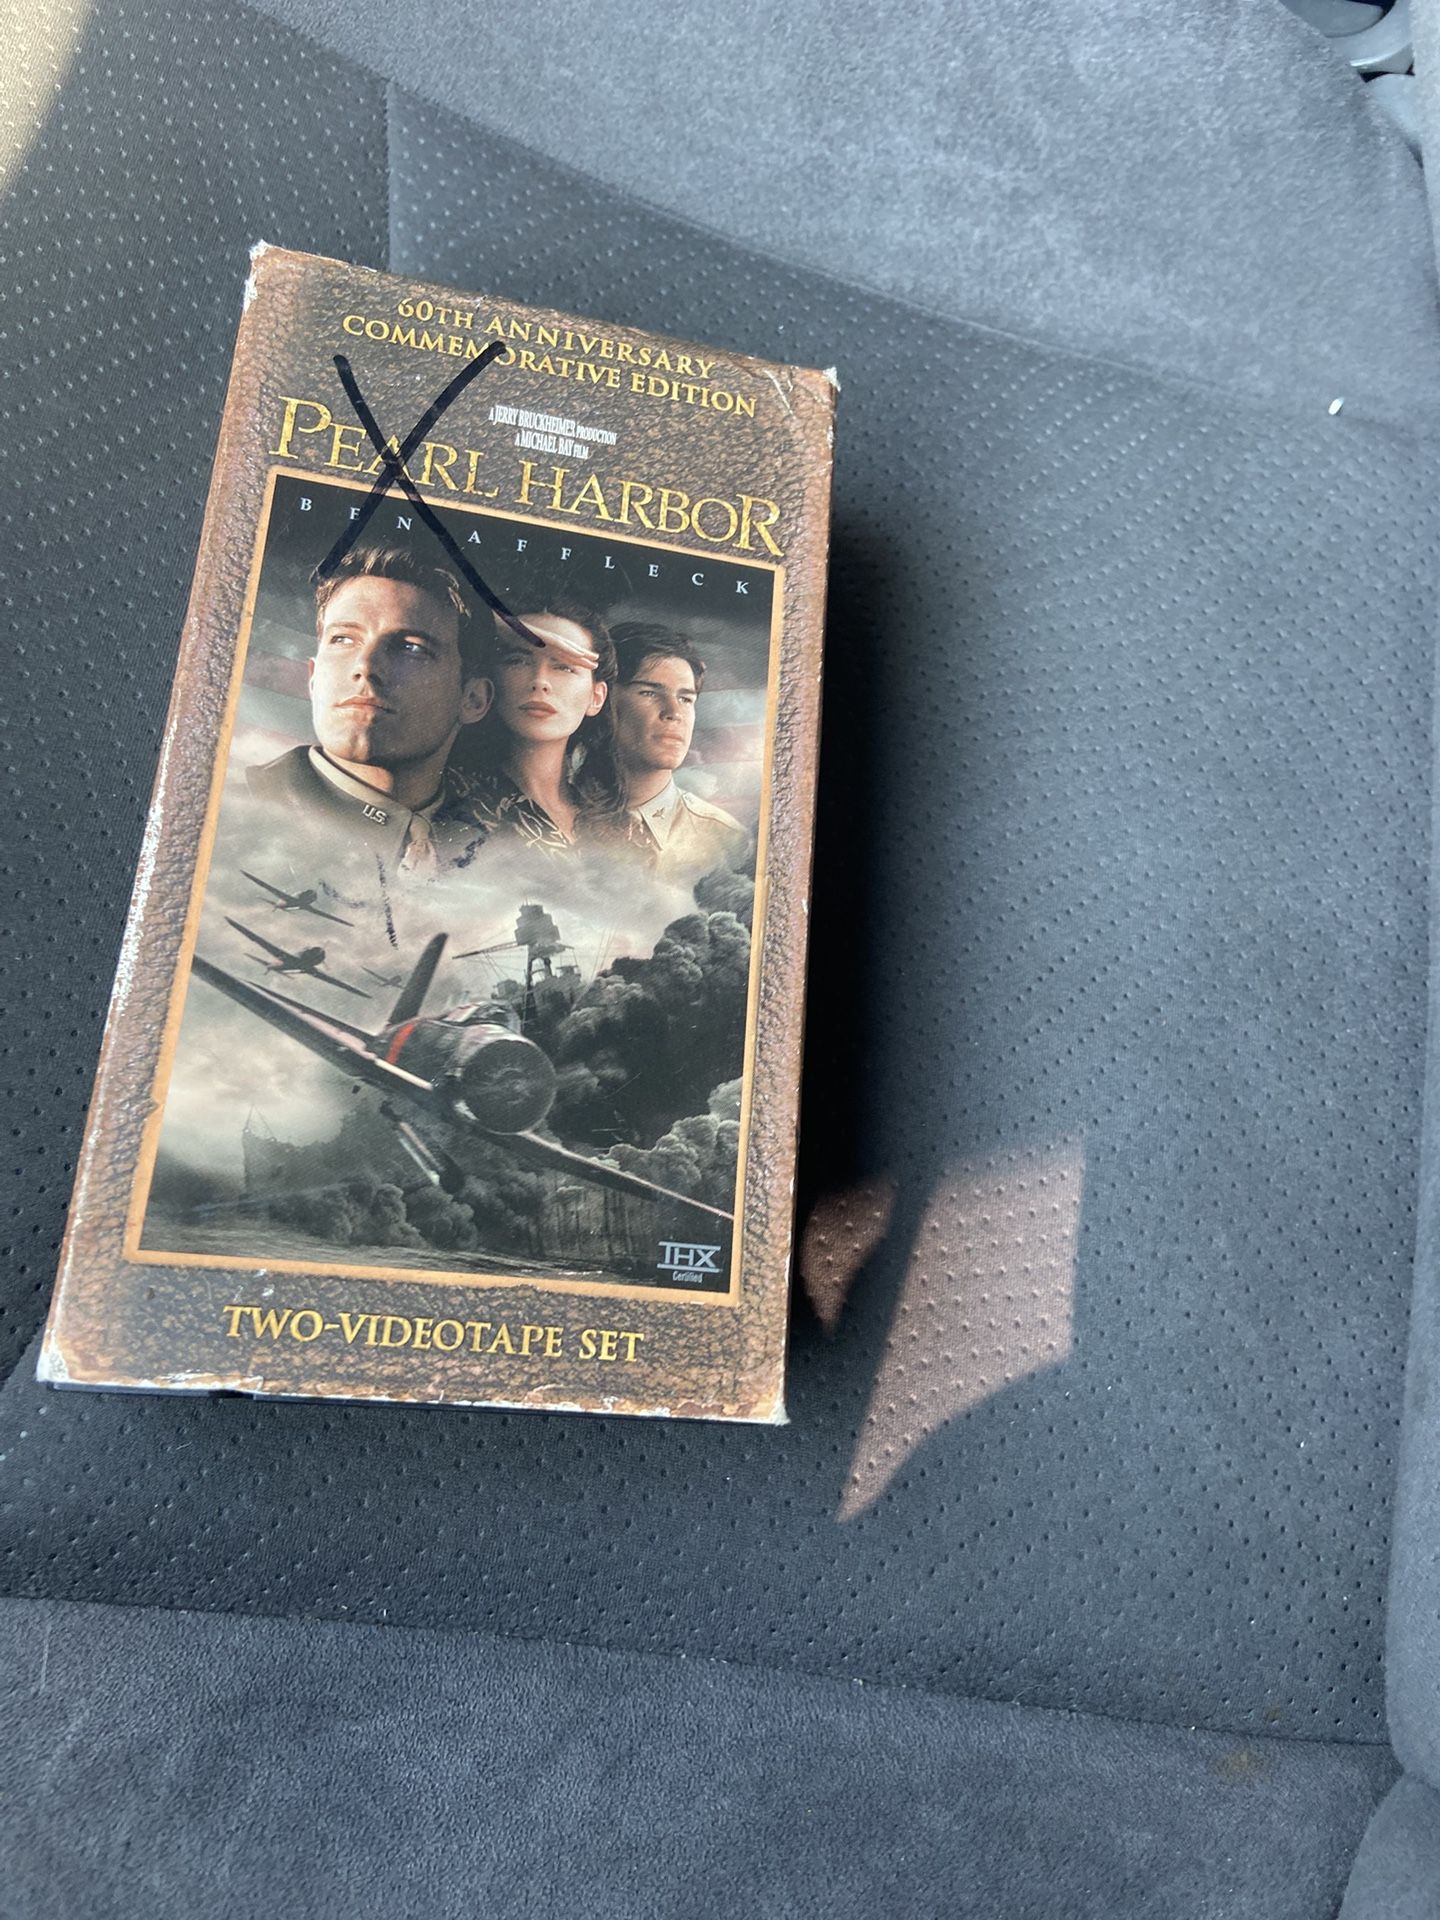 60TH ANNIVERSARY
COMMEMORATIVE EDITION
A JERRY BRUCKHEIMER PRODUCTION
A MICHAEL BAY FILM
PEARL HARBOR
BEN AFFLECK
U.S.
THX
Certified
TWO-VIDEOTAPE SET